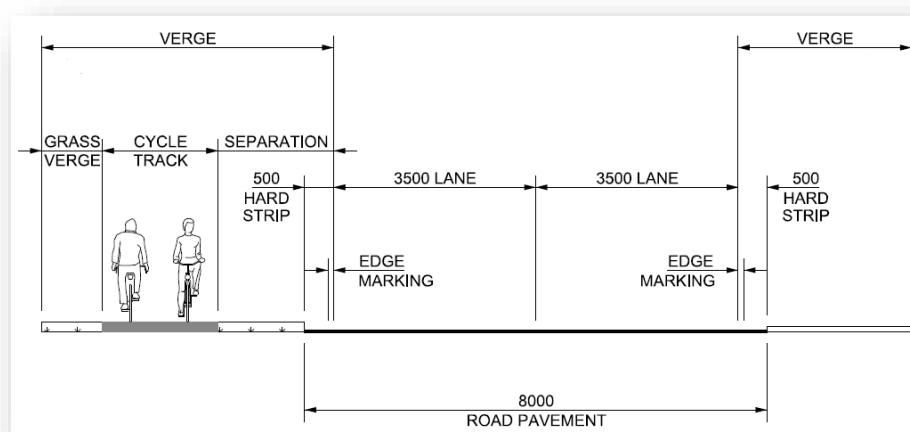 VERGE
VERGE
GRASS
VERGE
CYCLE
TRACK
SEPARATION
500
HARD
STRIP
3500 LANE
3500 LANE
500
HARD
STRIP
EDGE
MARKING
EDGE
MARKING
8000
ROAD PAVEMENT